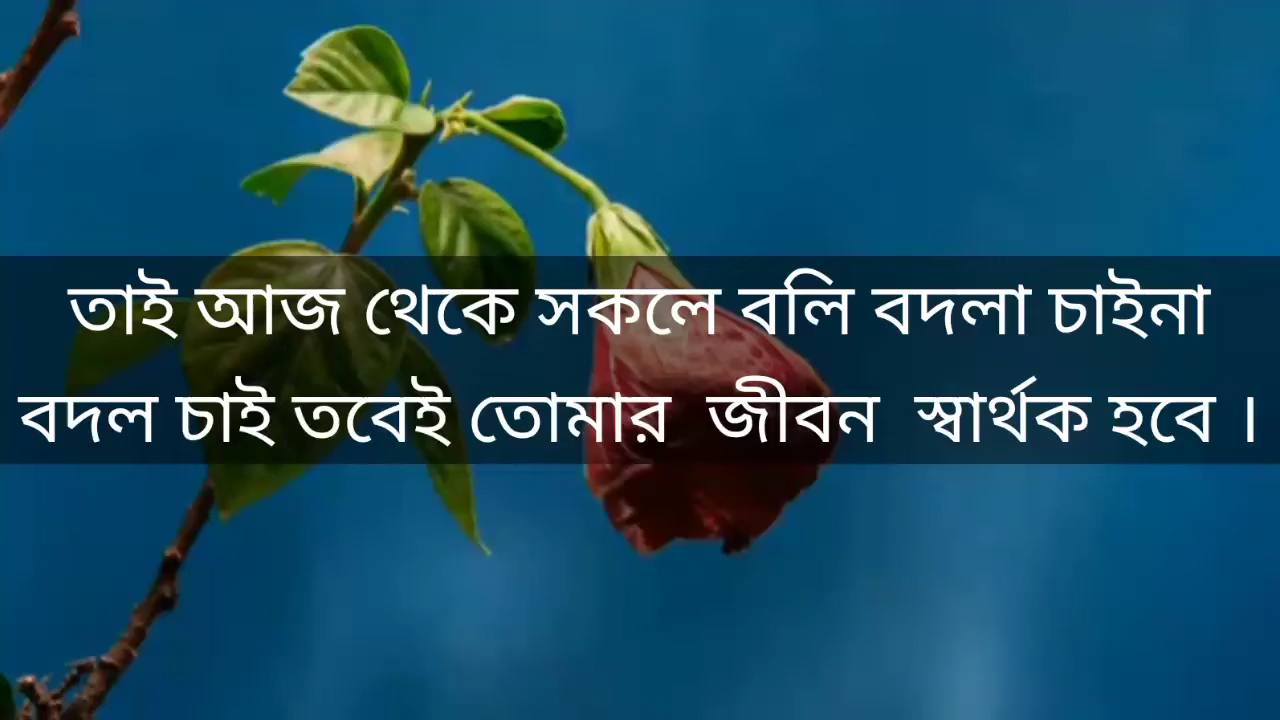 তাই আজ থেকে সকলে বলি বদলা চাইনা
বদল চাই তবেই তোমার জীবন স্বার্থক হবে ।